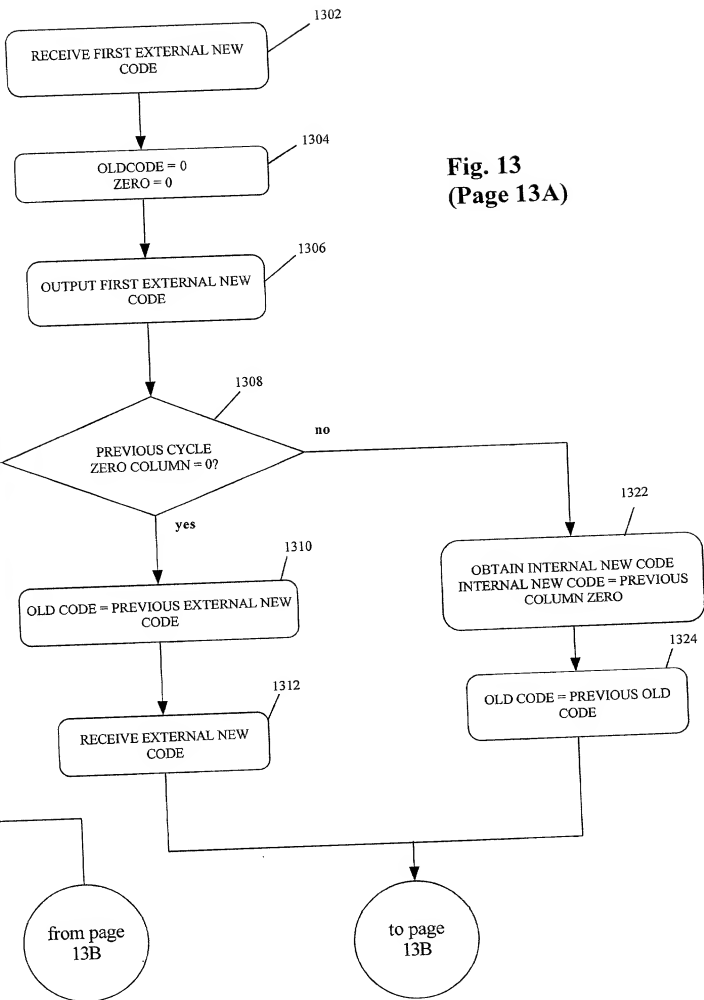 1302
RECEIVE FIRST EXTERNAL NEW
CODE
1304
OLDCODE = 0
ZERO = 0
Fig. 13
(Page 13A)
1306
OUTPUT FIRST EXTERNAL NEW
CODE
1308
PREVIOUS CYCLE
ZERO COLUMN = 0?
no
yes
1310
OLD CODE = PREVIOUS EXTERNAL NEW
CODE
1312
RECEIVE EXTERNAL NEW
CODE
1322
OBTAIN INTERNAL NEW CODE
INTERNAL NEW CODE = PREVIOUS
COLUMN ZERO
1324
OLD CODE = PREVIOUS OLD
CODE
from page
13B
to page
13B